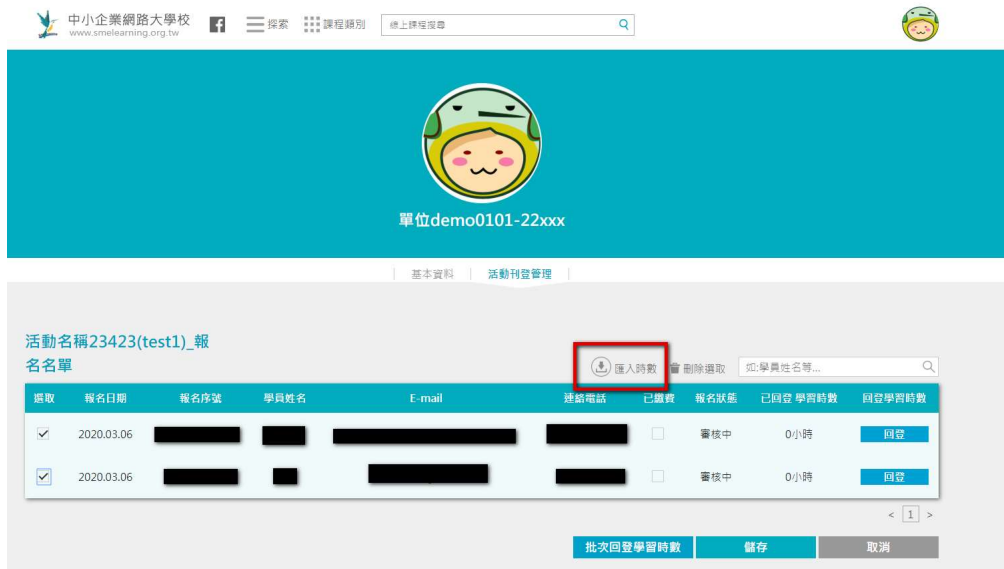 中小企業網路大學校
www.smelearning.org.tw
f 探索 課程類別 線上課程搜尋
單位demo0101-22xxx
基本資料 活動刊登管理
活動名稱23423(test1)_報
名名單
匯入時數 刪除選取 如:學員姓名等...
選取 報名日期 報名序號 學員姓名 E-mail 連絡電話 已繳費 報名狀態 已回登 學習時數 回登學習時數
2020.03.06 審核中 0小時 回登
2020.03.06 審核中 0小時 回登
< 1 >
批次回登學習時數 儲存 取消